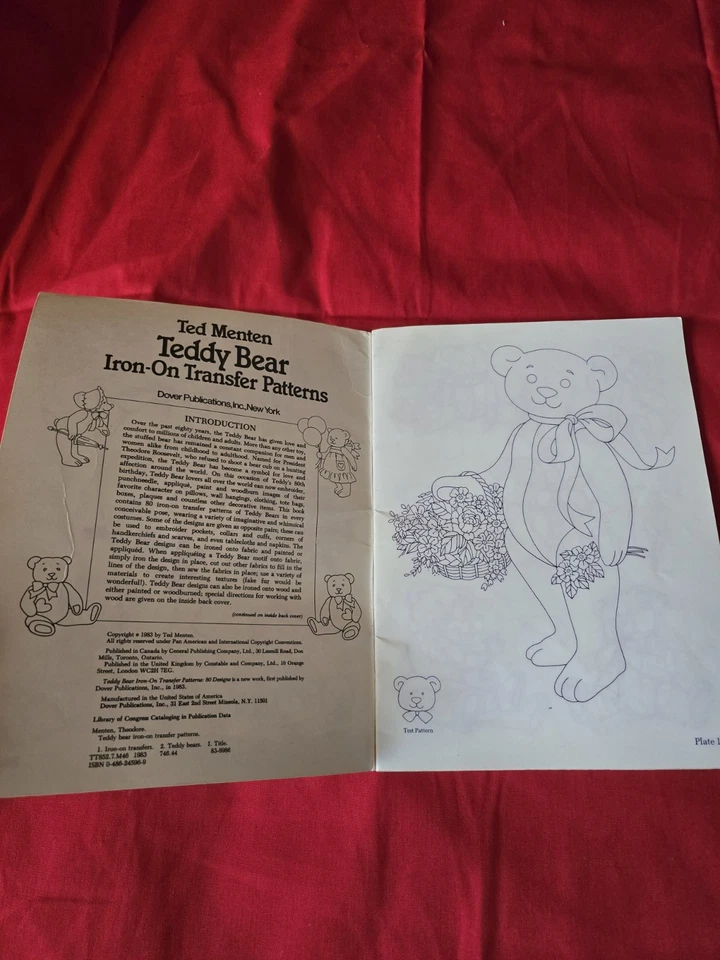 Ted Menten
Teddy Bear
Iron-On Transfer Patterns
Dover Publications, Inc., New York
INTRODUCTION
Over the past eighty years, the Teddy Bear has given love and
comfort to millions of children and adults. More than any other toy,
the stuffed bear has remained a constant companion for men and
women alike from childhood to adulthood. Named for President
Theodore Roosevelt, who refused to shoot a bear cub on a hunting
expedition, the Teddy Bear has become a symbol for love and
affection around the world. On this occasion of Teddy's 80th
birthday, Teddy Bear lovers all over the world can now embroider,
punchneedle, appliqué, paint and woodburn images of their
favorite character on pillows, wall hangings, clothing, tote bags,
boxes, plaques and countless other decorative items. This book
contains 80 iron-on transfer patterns of Teddy Bears in every
conceivable pose, wearing a variety of imaginative and whimsical
costumes. Some of the designs are given as opposite pairs; these can
be used to embroider pockets, collars and cuffs, corners of
handkerchiefs and scarves, and even tablecloths and napkins. The
Teddy Bear designs can be ironed onto fabric and painted or
appliquéd. When appliquéing a Teddy Bear motif onto fabric,
simply iron the design in place, cut out other fabrics to fill in the
lines of the design, then sew the fabrics in place; use a variety of
materials to create interesting textures (fake fur would be
wonderful!). Teddy Bear designs can also be ironed onto wood and
either painted or woodburned; special directions for working with
wood are given on the inside back cover.
(continued on inside back cover)
Copyright © 1983 by Ted Menten.
All rights reserved under Pan American and International Copyright Conventions.
Published in Canada by General Publishing Company, Ltd., 30 Lesmill Road, Don
Mills, Toronto, Ontario.
Published in the United Kingdom by Constable and Company, Ltd., 10 Orange
Street, London WC2H 7EG.
Teddy Bear Iron-On Transfer Patterns: 80 Designs is a new work, first published by
Dover Publications, Inc., in 1983.
Manufactured in the United States of America
Dover Publications, Inc., 31 East 2nd Street Mineola, N.Y. 11501
Library of Congress Cataloging in Publication Data
Menten, Theodore.
Teddy bear iron-on transfer patterns.
1. Iron-on transfers. 2. Teddy bears. I. Title.
TT852.7.M46 1983 746.44 83-8986
ISBN 0-486-24596-9
Test Pattern
Plate 1